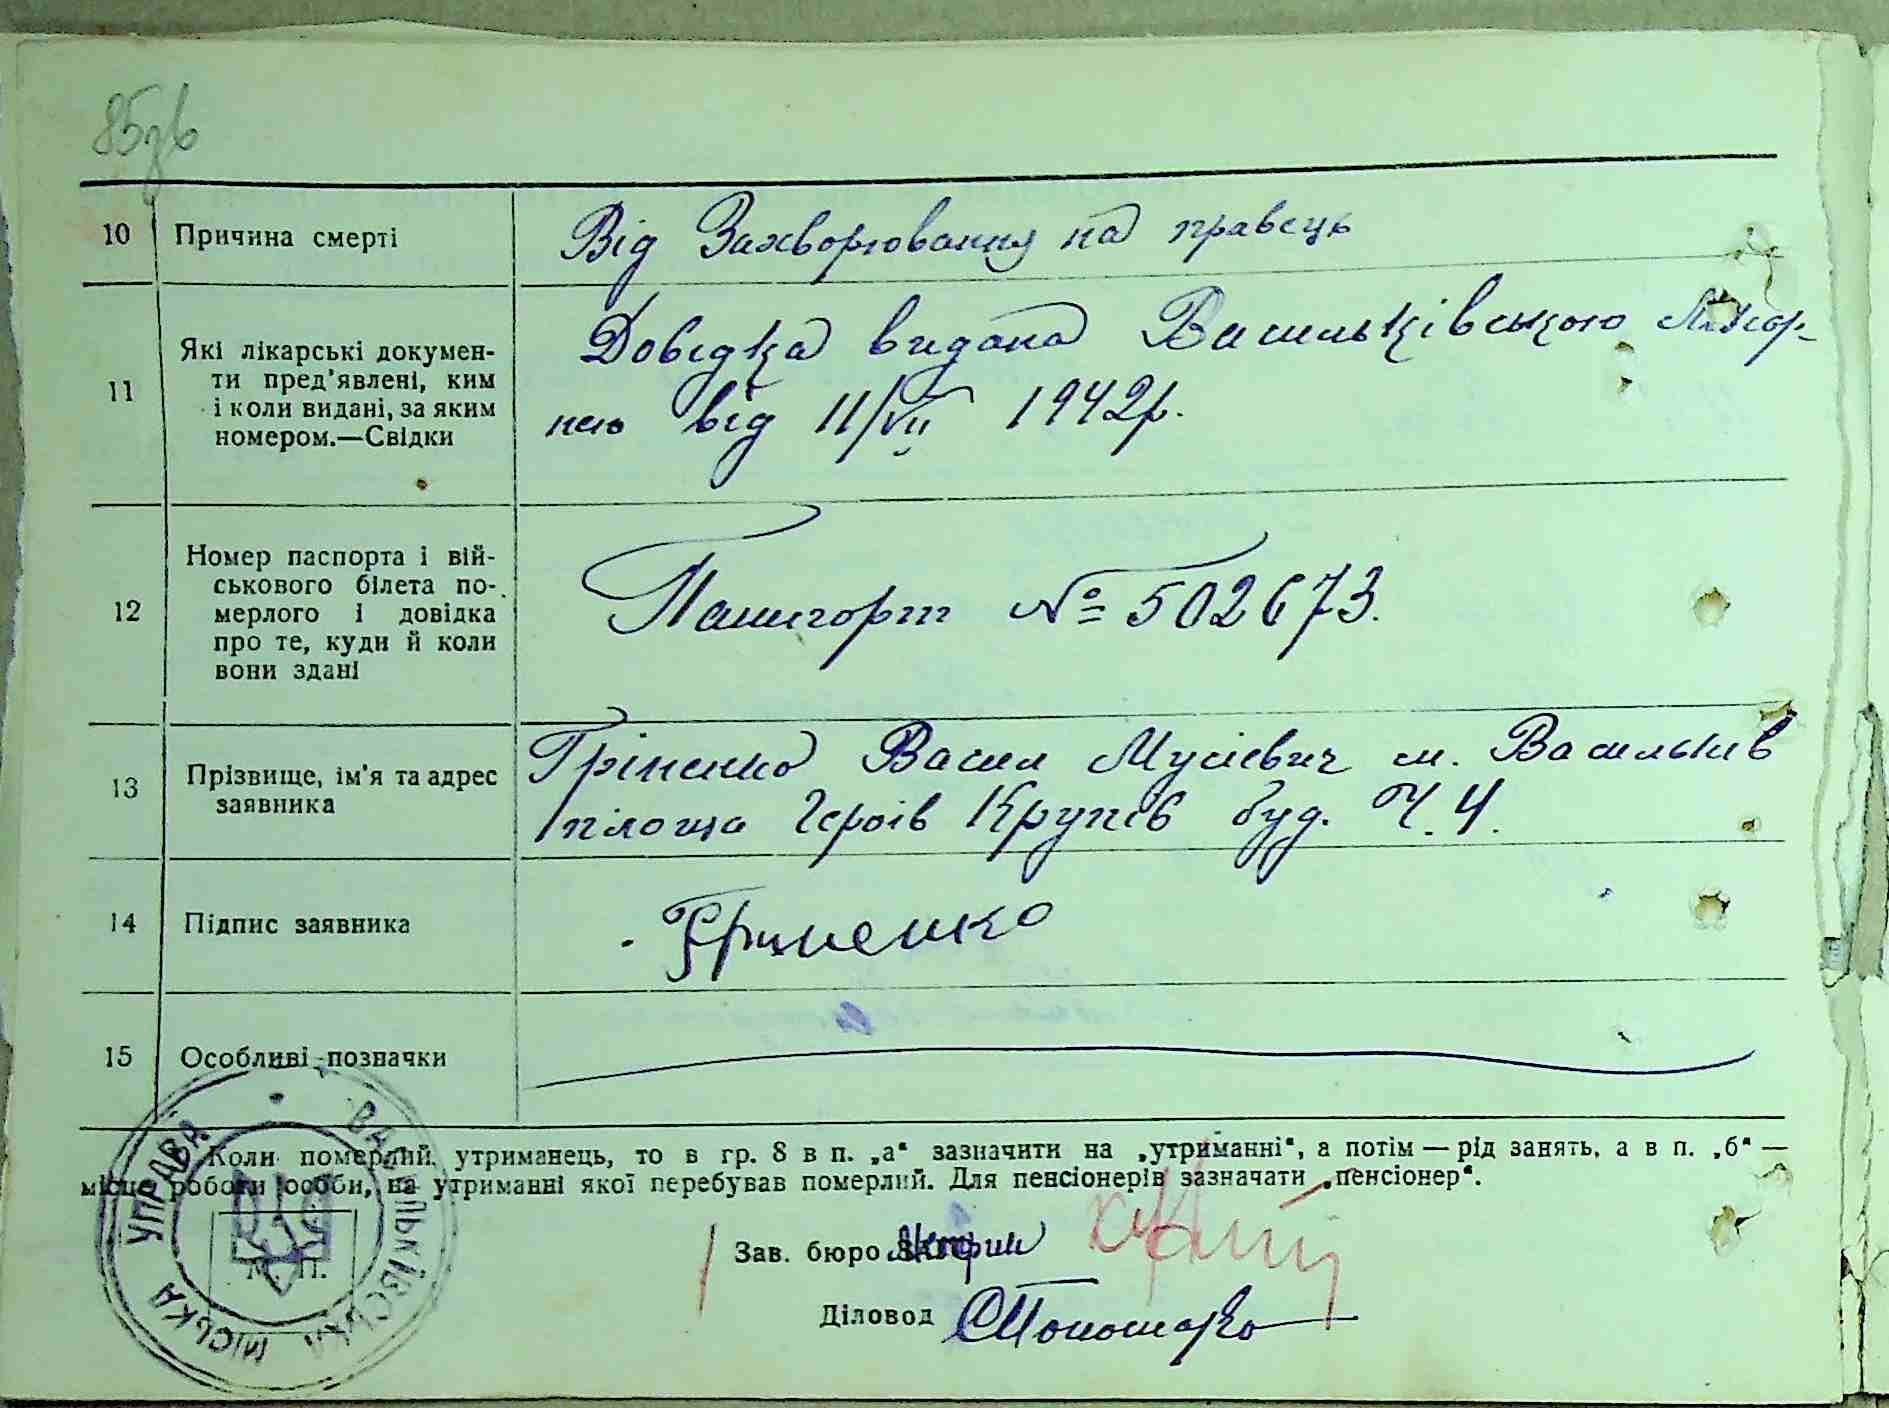 85зв
10 Причина смерті Від Захворювання на правець
11 Які лікарські докумен-
ти пред'явлені, ким
і коли видані, за яким
номером.—Свідки
Довідка видана Васильківською Лікар-
нею від 11/VII 1942р.
12 Номер паспорта і вій-
ськового білета по-
мерлого і довідка
про те, куди й коли
вони здані
Пашпорт № 502673.
13 Прізвище, ім'я та адрес
заявника
Гріненко Васил Мусієвич м. Васильків
площа Героїв Крупів буд. Ч. 4.
14 Підпис заявника Гріненко
15 Особливі позначки
Коли померлий утриманець, то в гр. 8 в п. „а“ зазначити на „утриманні“, а потім — рід занять, а в п. „б“ —
місце роботи особи, на утриманні якої перебував померлий. Для пенсіонерів зазначати „пенсіонер“.
М. П.
ВАСИЛЬКІВСЬКА МІСЬКА УПРАВА
Зав. бюро
Діловод